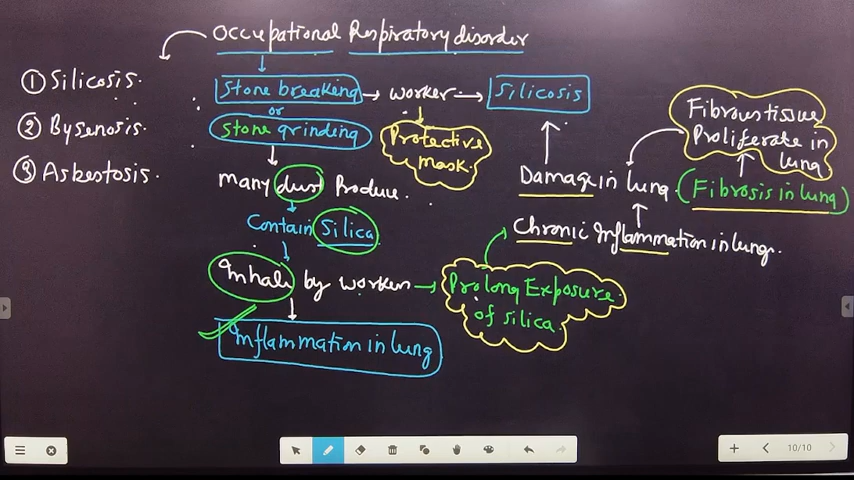 Occupational Respiratory disorder
① Silicosis.
② Bysenosis.
③ Asbestosis.
Stone breaking → worker → Silicosis
or
stone grinding
Protective
mask.
many dust Produce.
Contain Silica
Inhale by worker → Prolong Exposure
of silica.
Inflammation in lung
Chronic Inflammation in lung.
Damage in lung (Fibrosis in lung)
Fibrous tissue
Proliferate in
lung
10/10